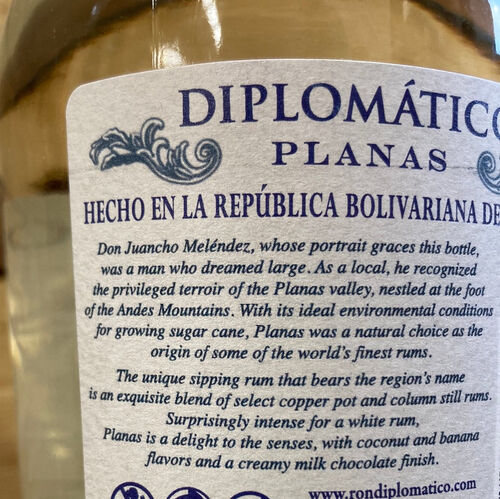 DIPLOMÁTICO
PLANAS
HECHO EN LA REPÚBLICA BOLIVARIANA DE
Don Juancho Meléndez, whose portrait graces this bottle,
was a man who dreamed large. As a local, he recognized
the privileged terroir of the Planas valley, nestled at the foot
of the Andes Mountains. With its ideal environmental conditions
for growing sugar cane, Planas was a natural choice as the
origin of some of the world's finest rums.
The unique sipping rum that bears the region's name
is an exquisite blend of select copper pot and column still rums.
Surprisingly intense for a white rum,
Planas is a delight to the senses, with coconut and banana
flavors and a creamy milk chocolate finish.
www.rondiplomatico.com